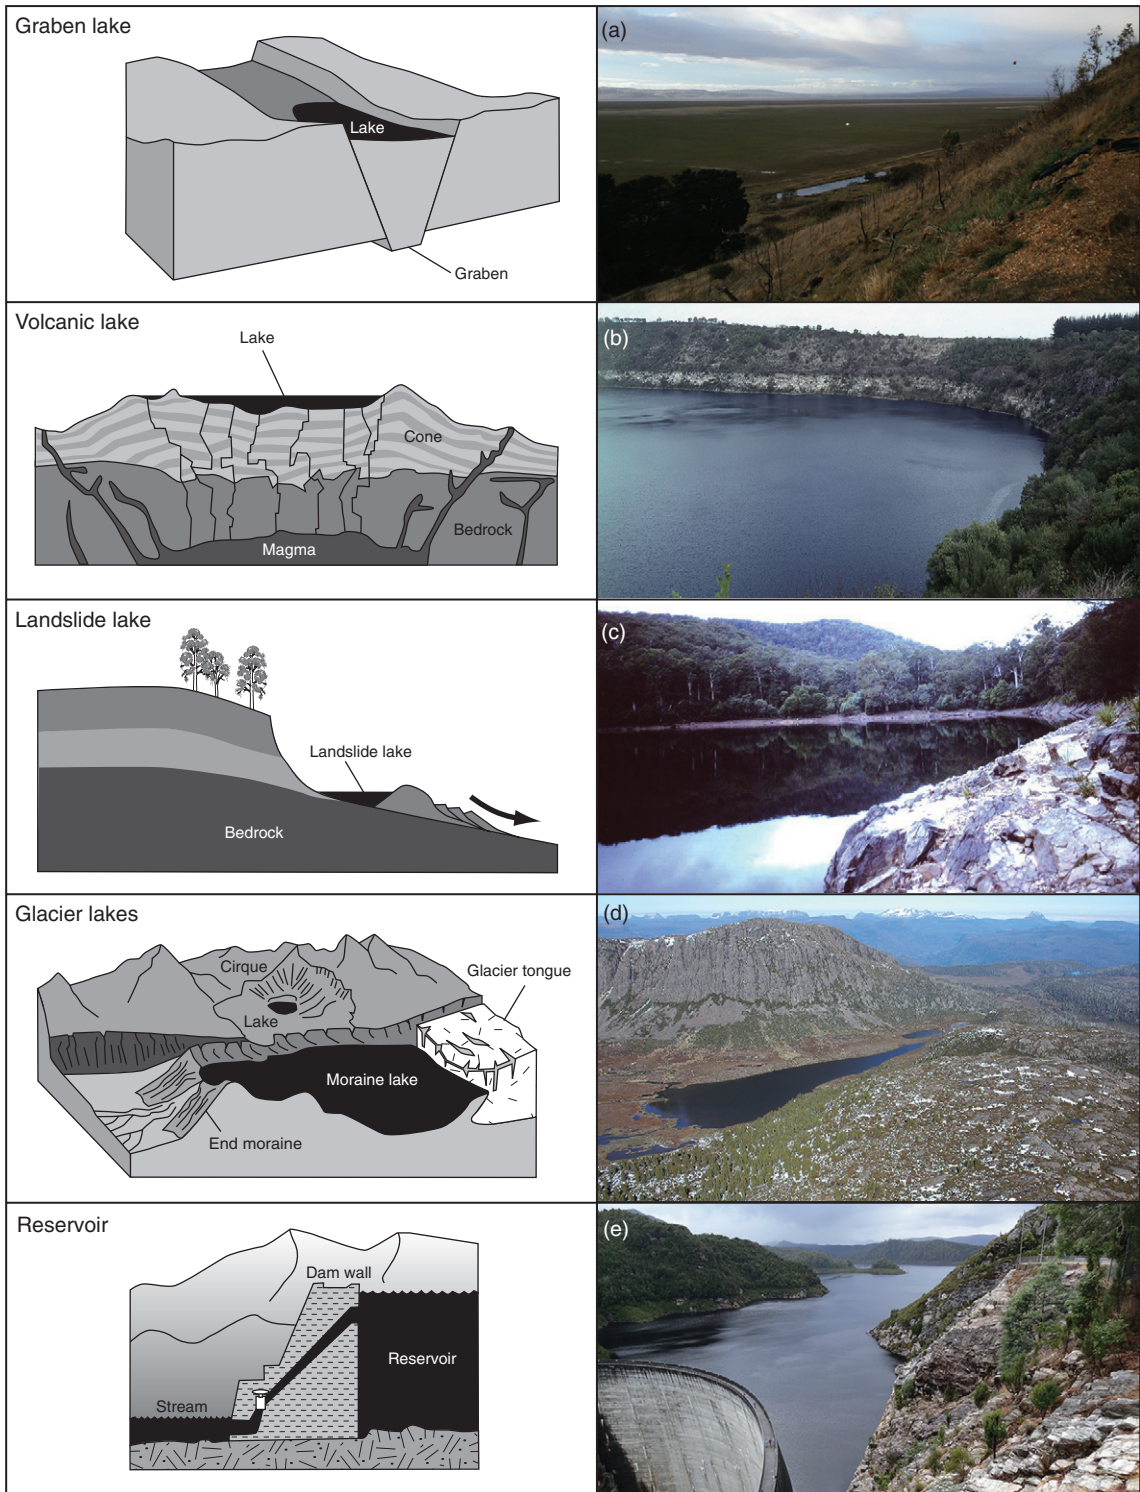 Graben lake
(a)
Lake
Graben
Volcanic lake
(b)
Lake
Cone
Bedrock
Magma
Landslide lake
(c)
Landslide lake
Bedrock
Glacier lakes
(d)
Cirque
Glacier tongue
Lake
Moraine lake
End moraine
Reservoir
(e)
Dam wall
Reservoir
Stream